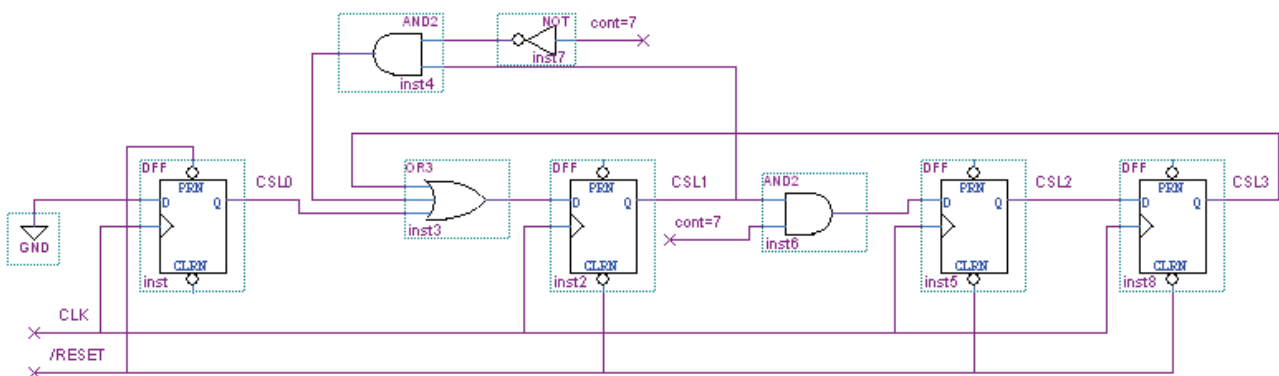 AND2
NOT
cont=7
inst7
inst4
DFF
PRN
D
Q
CLRN
inst
CSL0
OR3
inst3
DFF
PRN
D
Q
CLRN
inst2
CSL1
AND2
cont=7
inst6
DFF
PRN
D
Q
CLRN
inst5
CSL2
DFF
PRN
D
Q
CLRN
inst8
CSL3
GND
CLK
/RESET